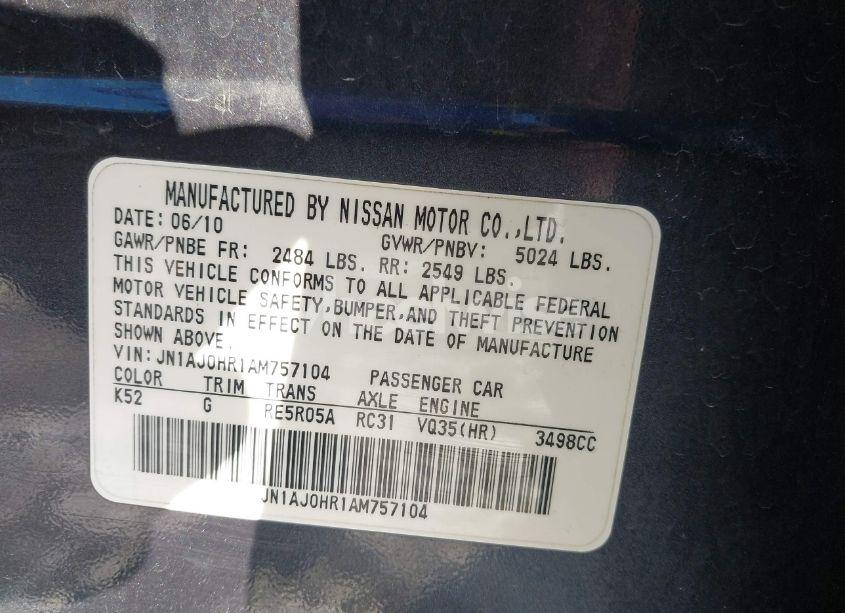 MANUFACTURED BY NISSAN MOTOR CO.,LTD.
DATE: 06/10 GVWR/PNBV: 5024 LBS.
GAWR/PNBE FR: 2484 LBS. RR: 2549 LBS.
THIS VEHICLE CONFORMS TO ALL APPLICABLE FEDERAL
MOTOR VEHICLE SAFETY,BUMPER,AND THEFT PREVENTION
STANDARDS IN EFFECT ON THE DATE OF MANUFACTURE
SHOWN ABOVE.
VIN:JN1AJ0HR1AM757104 PASSENGER CAR
COLOR TRIM TRANS AXLE ENGINE
K52 G RE5R05A RC31 VQ35(HR) 3498CC
JN1AJ0HR1AM757104